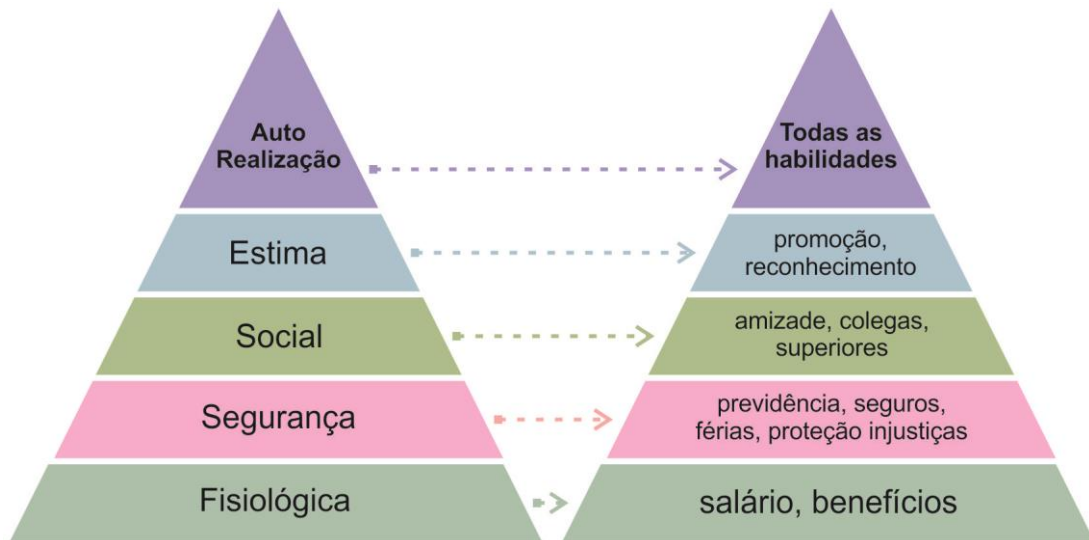 Auto
Realização
Todas as
habilidades
Estima
promoção,
reconhecimento
Social
amizade, colegas,
superiores
Segurança
previdência, seguros,
férias, proteção injustiças
Fisiológica
salário, benefícios